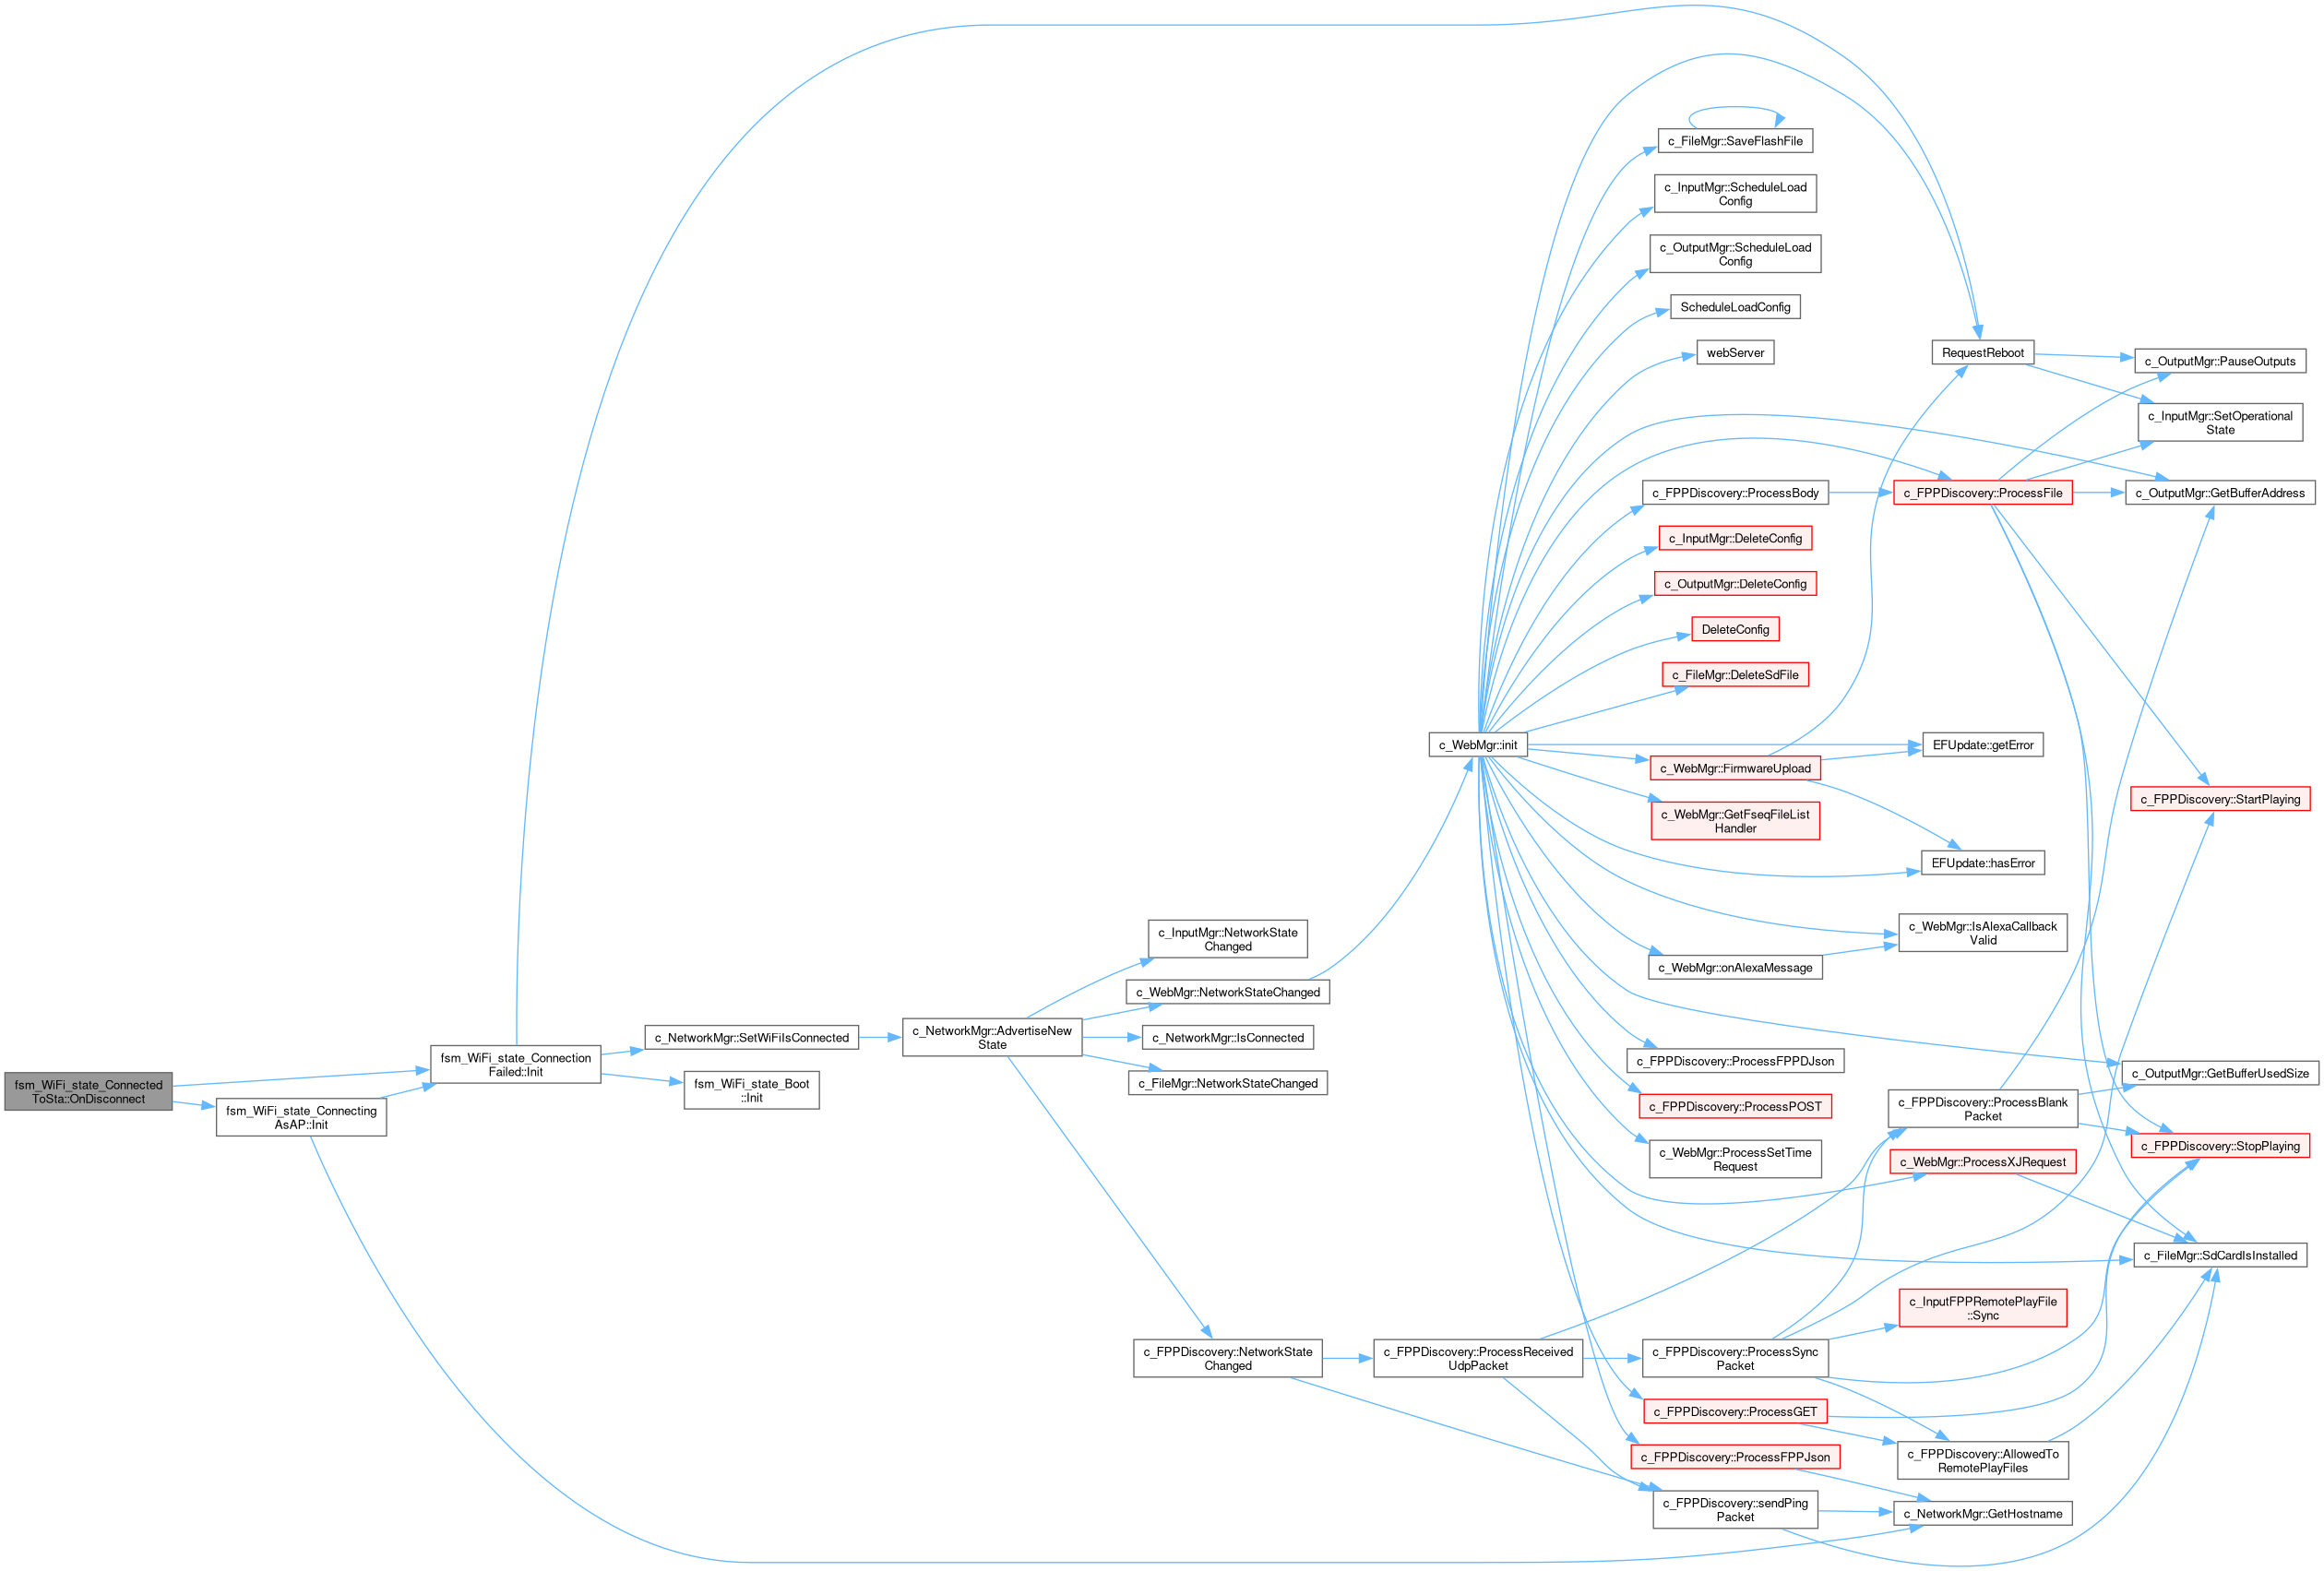 fsm_WiFi_state_Connected
ToSta::OnDisconnect
fsm_WiFi_state_Connecting
AsAP::Init
fsm_WiFi_state_Connection
Failed::Init
c_NetworkMgr::SetWiFiIsConnected
fsm_WiFi_state_Boot
::Init
c_NetworkMgr::AdvertiseNew
State
c_InputMgr::NetworkState
Changed
c_WebMgr::NetworkStateChanged
c_NetworkMgr::IsConnected
c_FileMgr::NetworkStateChanged
c_FPPDiscovery::NetworkState
Changed
c_FPPDiscovery::ProcessReceived
UdpPacket
c_WebMgr::init
c_FileMgr::SaveFlashFile
c_InputMgr::ScheduleLoad
Config
c_OutputMgr::ScheduleLoad
Config
ScheduleLoadConfig
webServer
c_FPPDiscovery::ProcessBody
c_InputMgr::DeleteConfig
c_OutputMgr::DeleteConfig
DeleteConfig
c_FileMgr::DeleteSdFile
c_WebMgr::FirmwareUpload
c_WebMgr::GetFseqFileList
Handler
c_WebMgr::onAlexaMessage
c_FPPDiscovery::ProcessFPPDJson
c_FPPDiscovery::ProcessPOST
c_WebMgr::ProcessSetTime
Request
c_FPPDiscovery::ProcessSync
Packet
c_FPPDiscovery::ProcessGET
c_FPPDiscovery::ProcessFPPJson
c_FPPDiscovery::sendPing
Packet
RequestReboot
c_FPPDiscovery::ProcessFile
EFUpdate::getError
EFUpdate::hasError
c_WebMgr::IsAlexaCallback
Valid
c_FPPDiscovery::ProcessBlank
Packet
c_WebMgr::ProcessXJRequest
c_InputFPPRemotePlayFile
::Sync
c_FPPDiscovery::AllowedTo
RemotePlayFiles
c_NetworkMgr::GetHostname
c_OutputMgr::PauseOutputs
c_InputMgr::SetOperational
State
c_OutputMgr::GetBufferAddress
c_FPPDiscovery::StartPlaying
c_OutputMgr::GetBufferUsedSize
c_FPPDiscovery::StopPlaying
c_FileMgr::SdCardIsInstalled